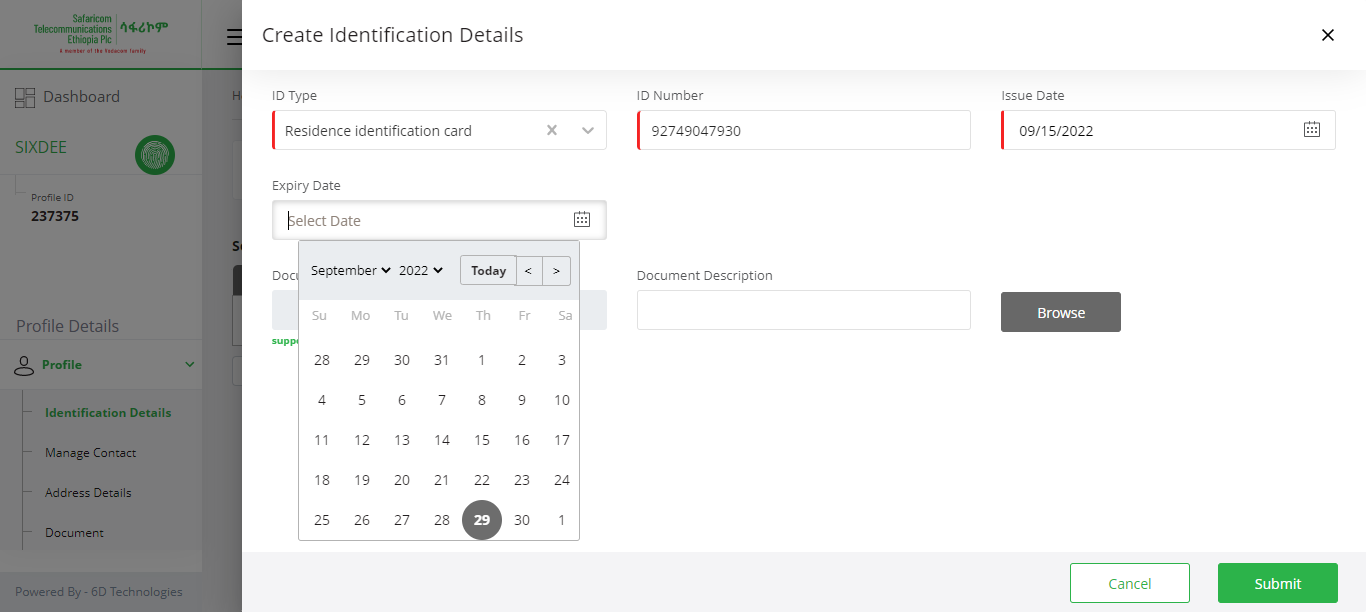 Safaricom
Telecommunications
Ethiopia Plc
ሳፋሪኮም
A member of the Vodacom family
Dashboard
SIXDEE
Profile ID
237375
Profile Details
Profile
Identification Details
Manage Contact
Address Details
Document
Powered By - 6D Technologies
Create Identification Details
ID Type
ID Number
Issue Date
Residence identification card
92749047930
09/15/2022
Expiry Date
Select Date
September 2022 Today < >
Su Mo Tu We Th Fr Sa
28 29 30 31 1 2 3
4 5 6 7 8 9 10
11 12 13 14 15 16 17
18 19 20 21 22 23 24
25 26 27 28 29 30 1
Document Description
Browse
Cancel
Submit